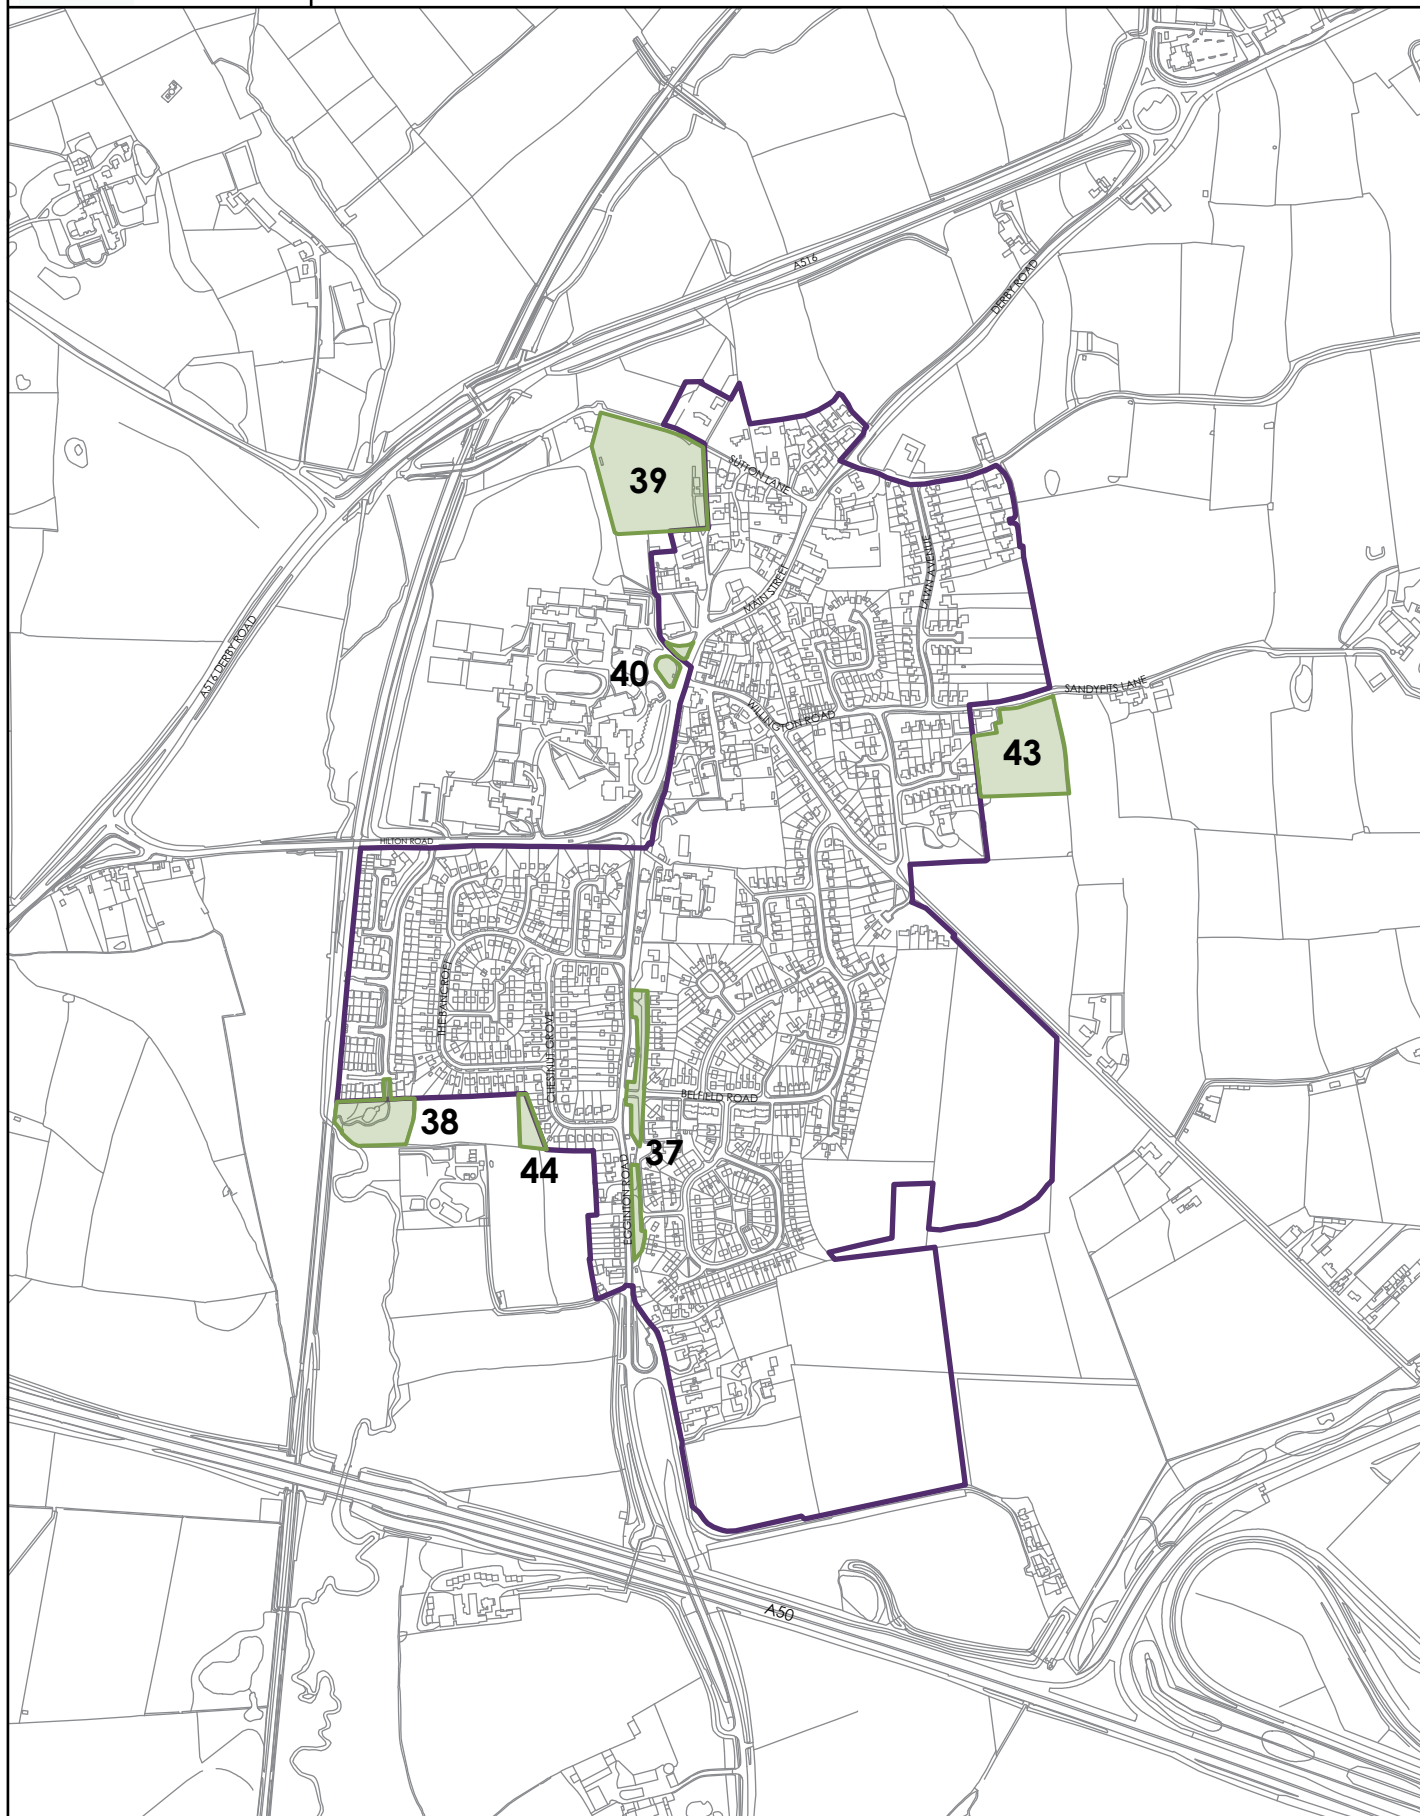 A516
DERBY ROAD
39
SUTTON LANE
LAWN AVENUE
MAIN STREET
A516 DERBY ROAD
40
SANDYPITS LANE
WILLINGTON ROAD
43
HILTON ROAD
THE BANCROFT
CHESTNUT GROVE
BELFIELD ROAD
38
37
44
EGGINTON ROAD
A50